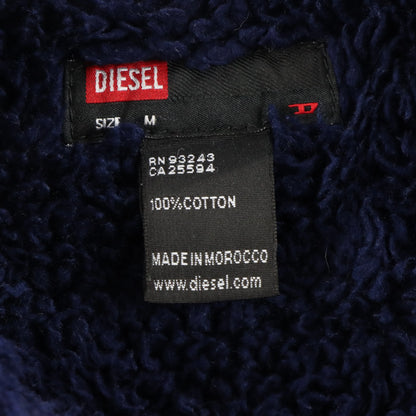 DIESEL
SIZE M
D
RN 93243
CA 25594
100%COTTON
MADE IN MOROCCO
www.diesel.com